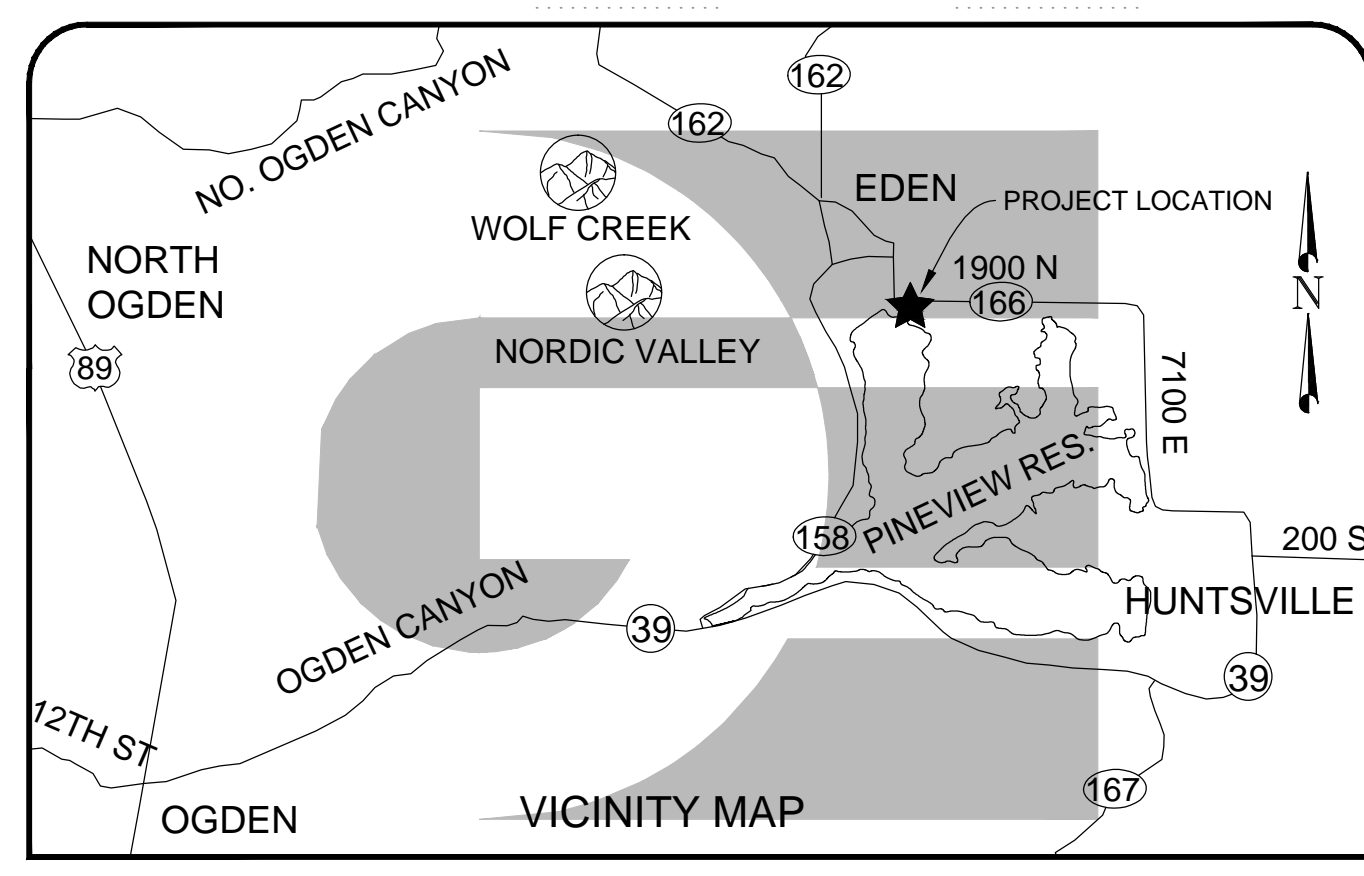 162
162
NO. OGDEN CANYON
EDEN
PROJECT LOCATION
WOLF CREEK
NORTH
OGDEN
1900 N
166
N
NORDIC VALLEY
89
7100 E
PINEVIEW RES.
158
200 S
OGDEN CANYON
HUNTSVILLE
39
39
12TH ST
167
VICINITY MAP
OGDEN